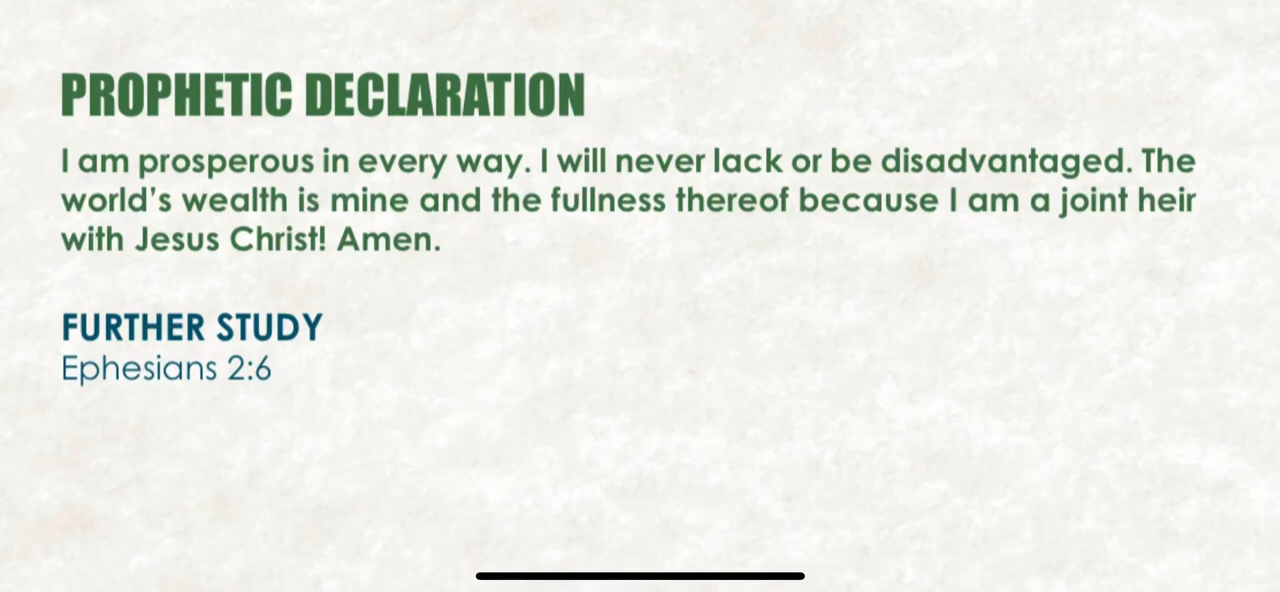 PROPHETIC DECLARATION
I am prosperous in every way. I will never lack or be disadvantaged. The
world's wealth is mine and the fullness thereof because I am a joint heir
with Jesus Christ! Amen.
FURTHER STUDY
Ephesians 2:6